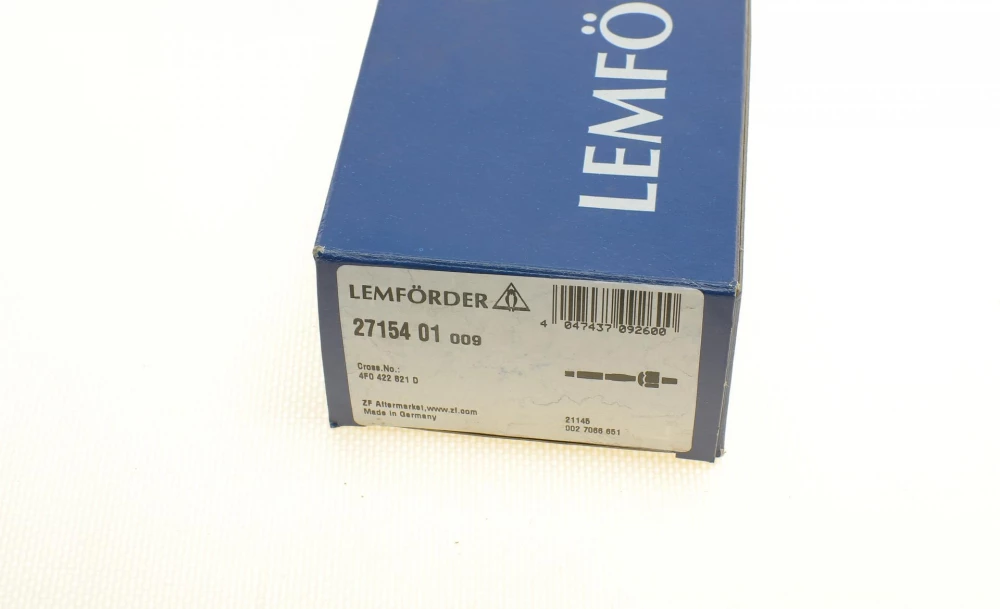 LEMFÖ
LEMFÖRDER
27154 01 009
4 047437 092600
Cross.No.:
4F0 422 821 D
ZF Aftermarket,www.zf.com
Made in Germany
21145
002 7066 651